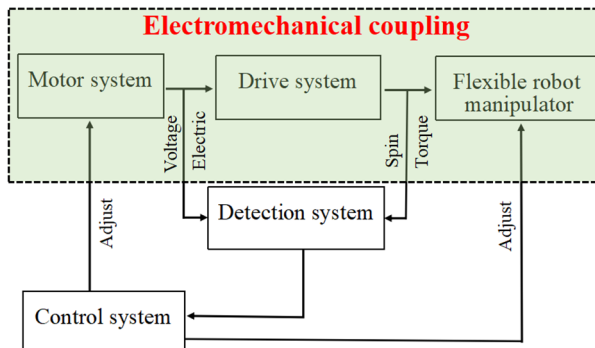 Electromechanical coupling
Motor system
Drive system
Flexible robot
manipulator
Voltage
Electric
Spin
Torque
Detection system
Adjust
Adjust
Control system